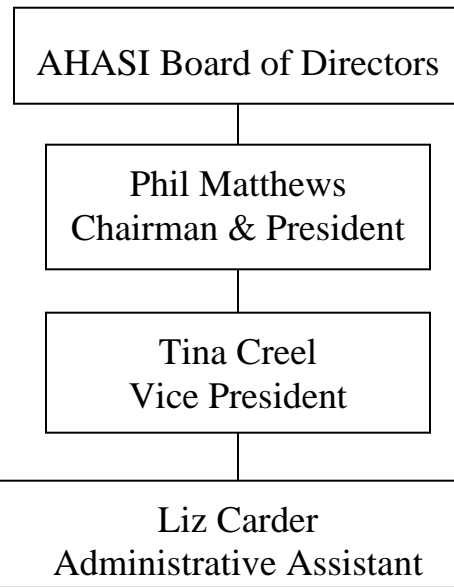 AHASI Board of Directors
Phil Matthews
Chairman & President
Tina Creel
Vice President
Liz Carder
Administrative Assistant